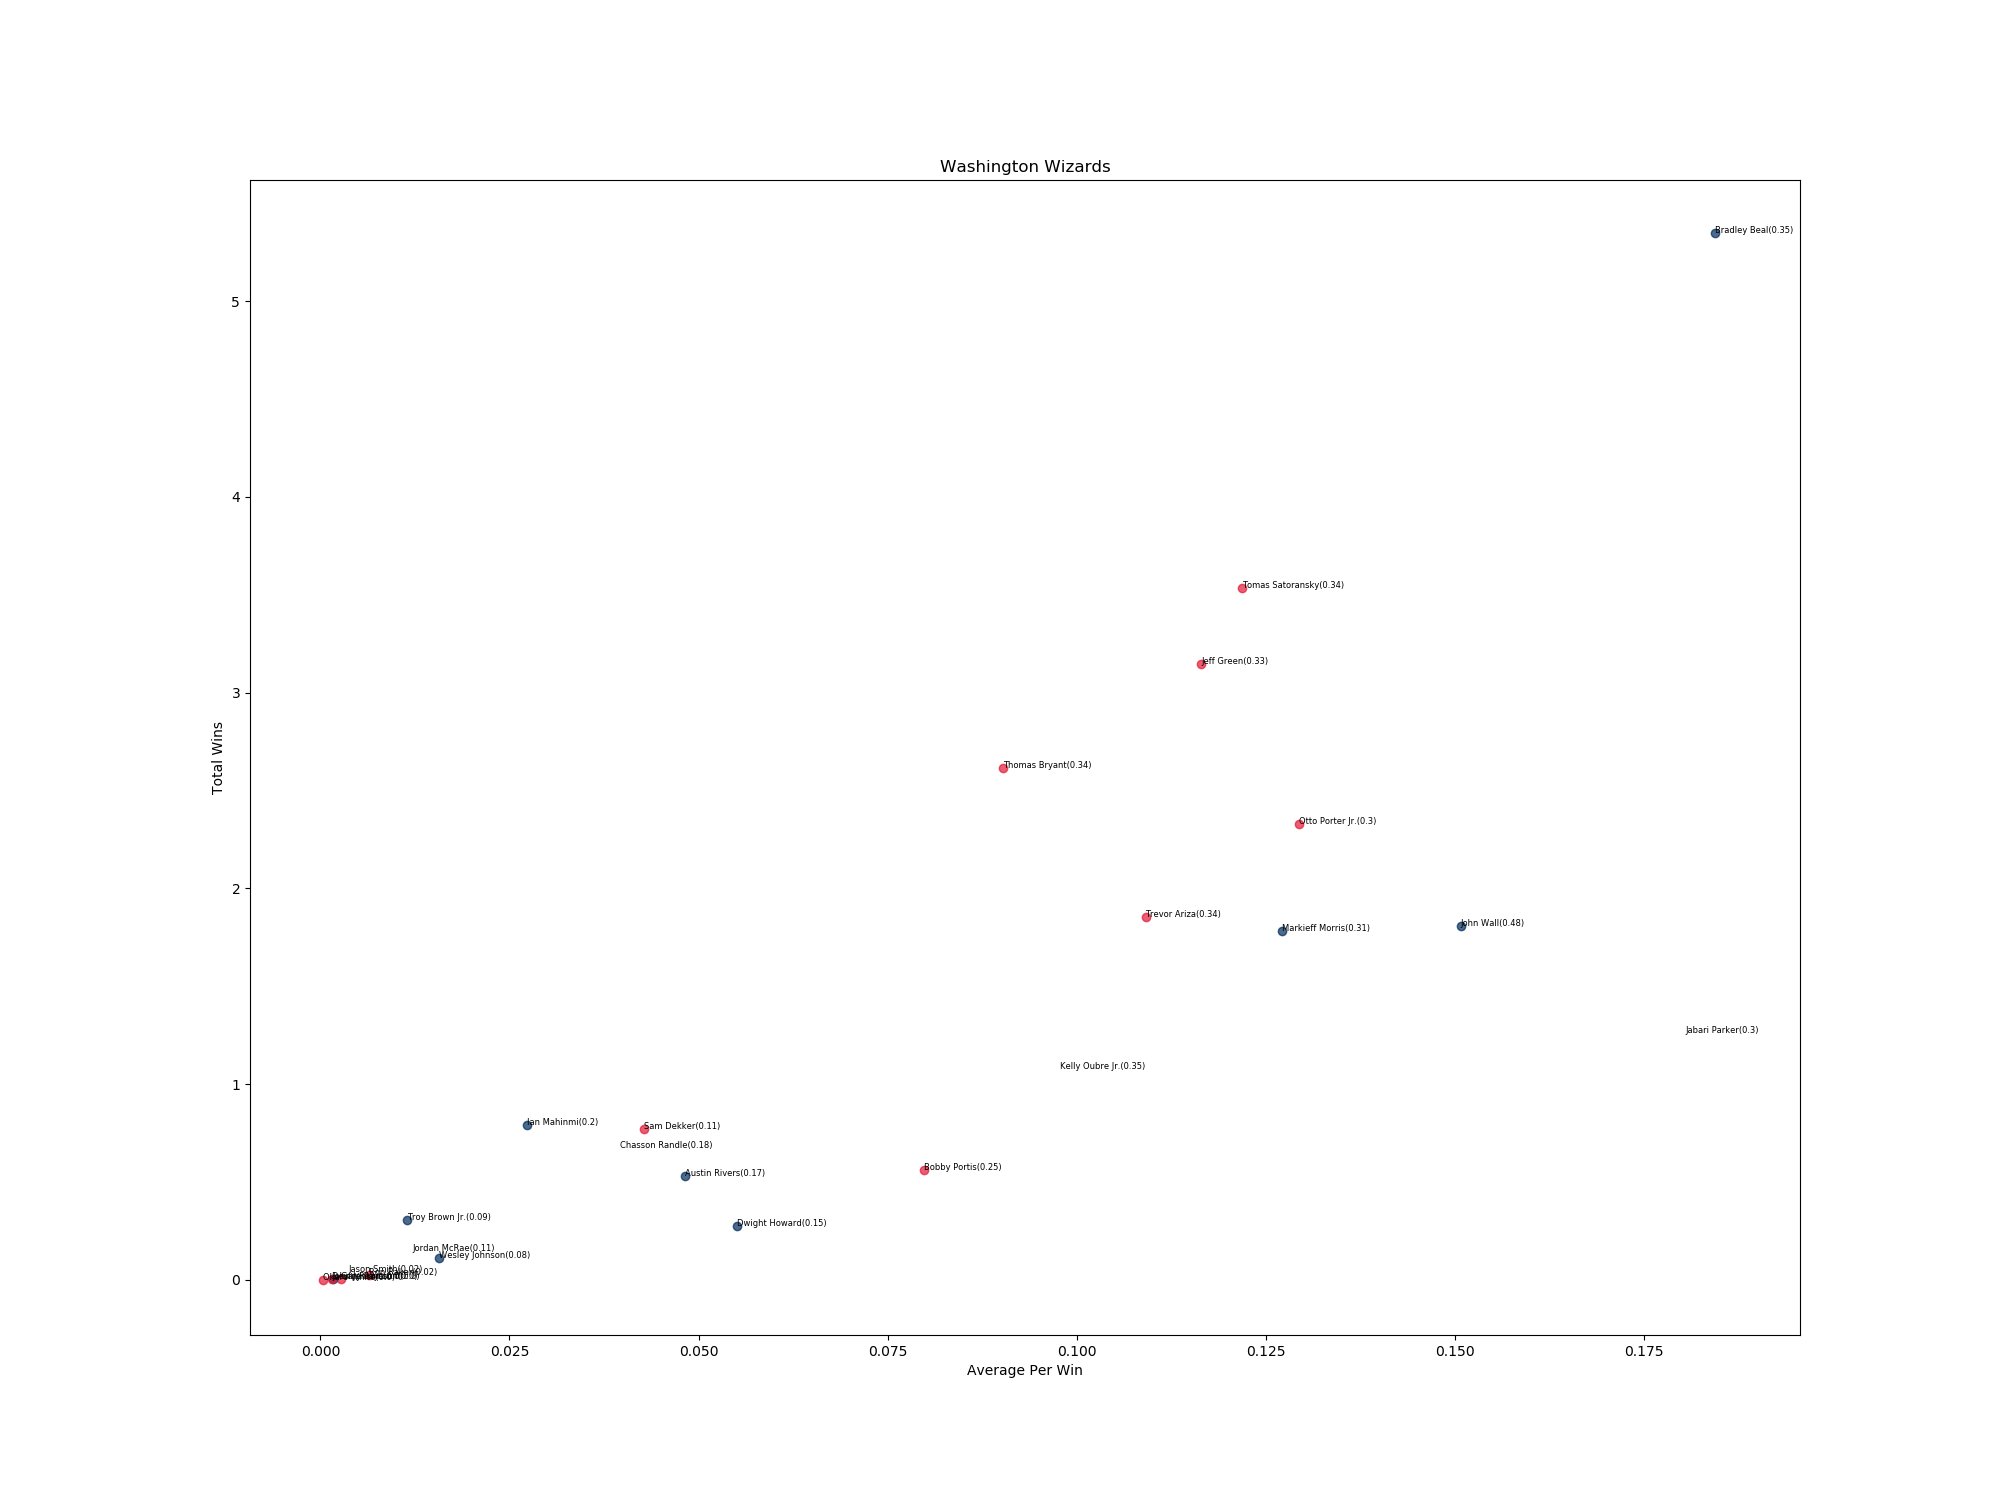 Washington Wizards
Bradley Beal(0.35)
5
4
Tomas Satoransky(0.34)
Jeff Green(0.33)
3
Total Wins
Thomas Bryant(0.34)
Otto Porter Jr.(0.3)
2
Trevor Ariza(0.34)
John Wall(0.48)
Markieff Morris(0.31)
Jabari Parker(0.3)
Kelly Oubre Jr.(0.35)
1
Ian Mahinmi(0.2)
Sam Dekker(0.11)
Chasson Randle(0.18)
Bobby Portis(0.25)
Austin Rivers(0.17)
Troy Brown Jr.(0.09)
Dwight Howard(0.15)
Jordan McRae(0.11)
Wesley Johnson(0.08)
Jason Smith(0.02)
0
0.000 0.025 0.050 0.075 0.100 0.125 0.150 0.175
Average Per Win